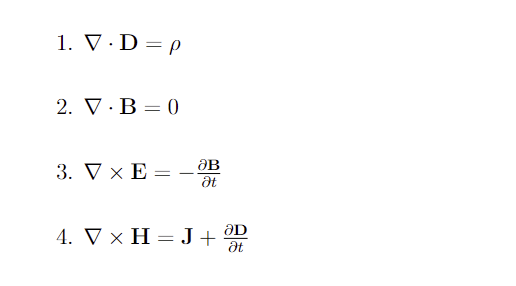 1. ∇ · D = ρ
2. ∇ · B = 0
3. ∇ × E = −∂B/∂t
4. ∇ × H = J + ∂D/∂t